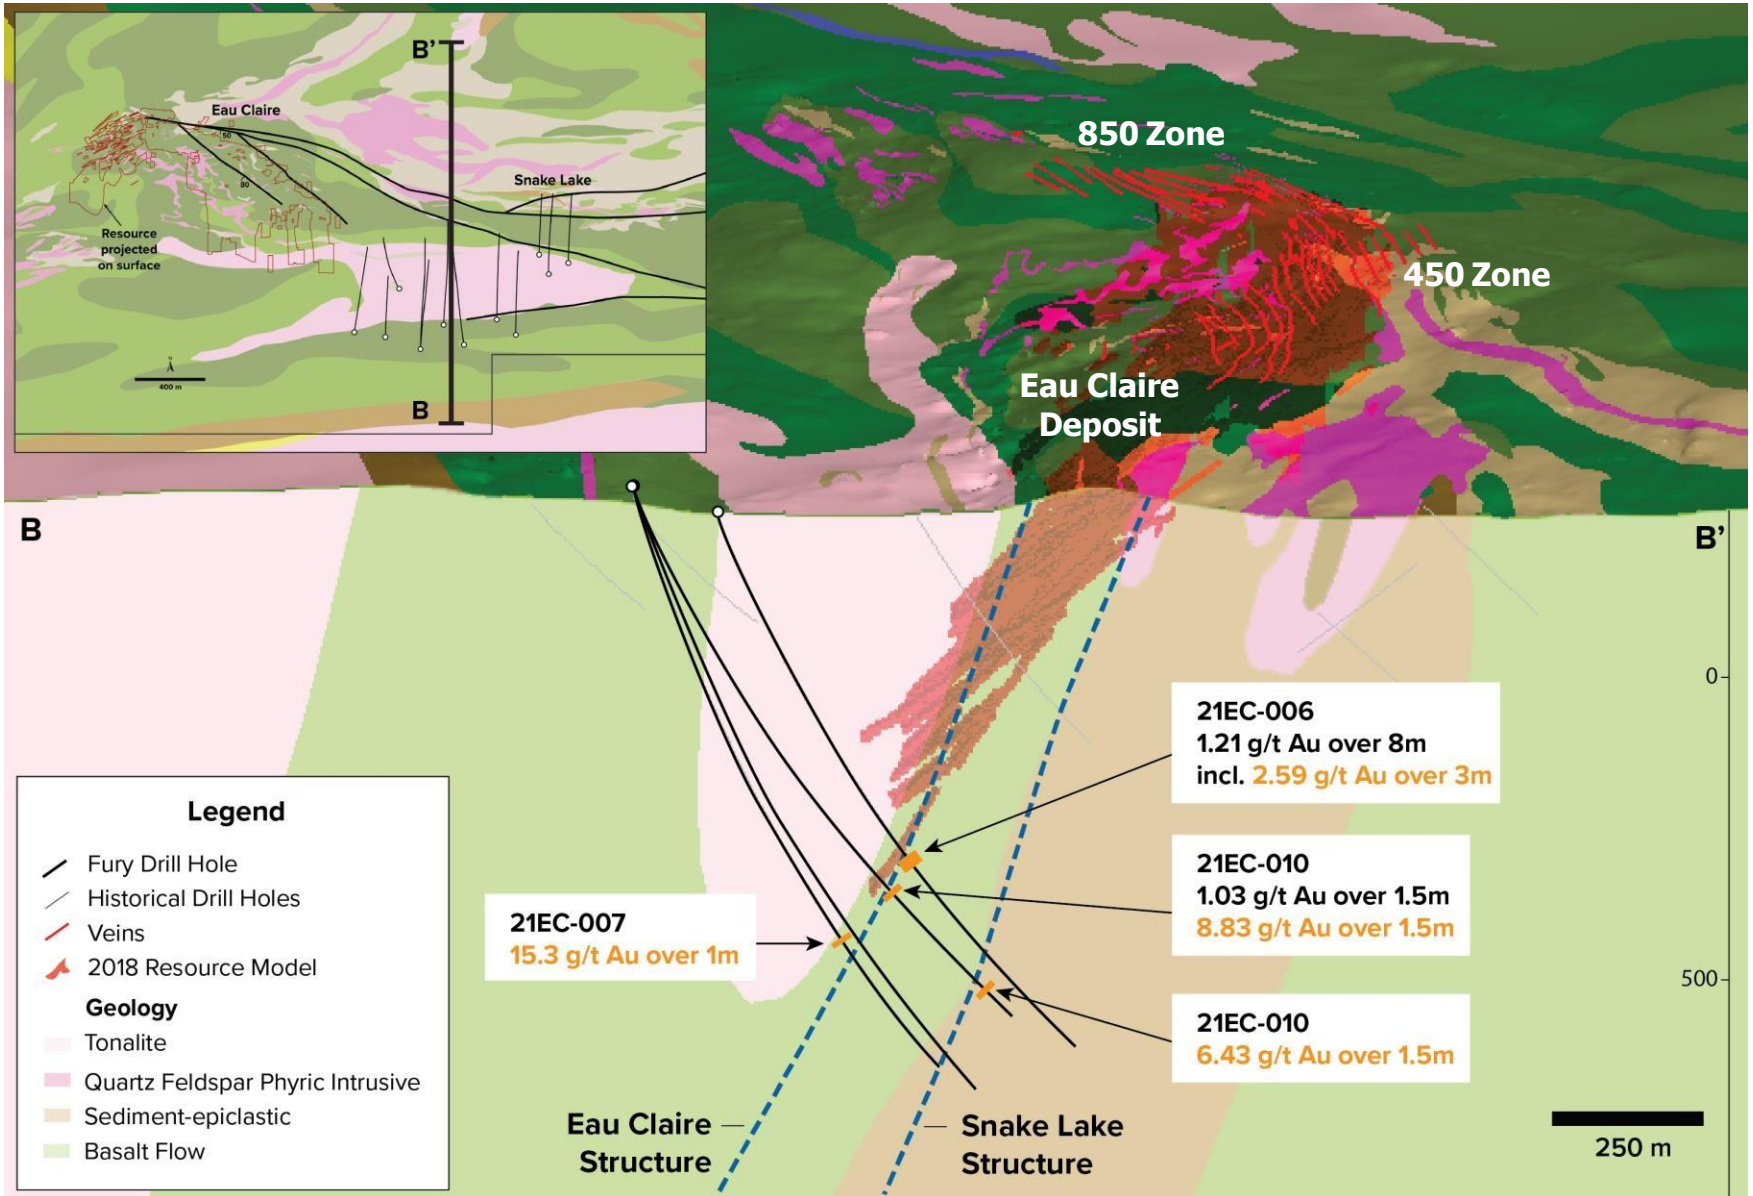 B'
Eau Claire
50
80
Snake Lake
Resource
projected
on surface
N
400 m
B
850 Zone
450 Zone
Eau Claire
Deposit
B
B'
0
500
21EC-006
1.21 g/t Au over 8m
incl. 2.59 g/t Au over 3m
21EC-010
1.03 g/t Au over 1.5m
8.83 g/t Au over 1.5m
21EC-007
15.3 g/t Au over 1m
21EC-010
6.43 g/t Au over 1.5m
Legend
Fury Drill Hole
Historical Drill Holes
Veins
2018 Resource Model
Geology
Tonalite
Quartz Feldspar Phyric Intrusive
Sediment-epiclastic
Basalt Flow
Eau Claire
Structure
Snake Lake
Structure
250 m